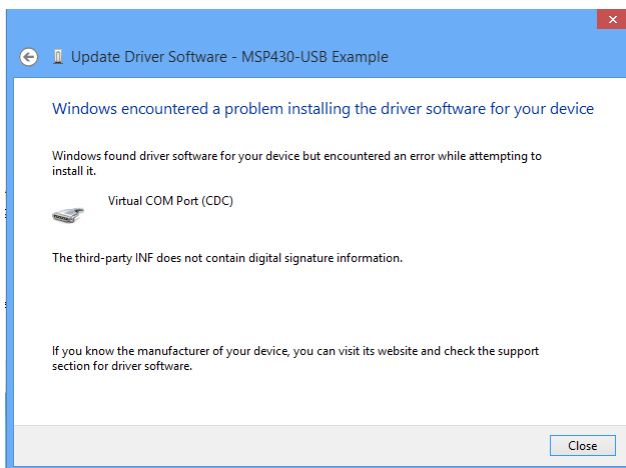 Update Driver Software - MSP430-USB Example
Windows encountered a problem installing the driver software for your device
Windows found driver software for your device but encountered an error while attempting to
install it.
Virtual COM Port (CDC)
The third-party INF does not contain digital signature information.
If you know the manufacturer of your device, you can visit its website and check the support
section for driver software.
Close